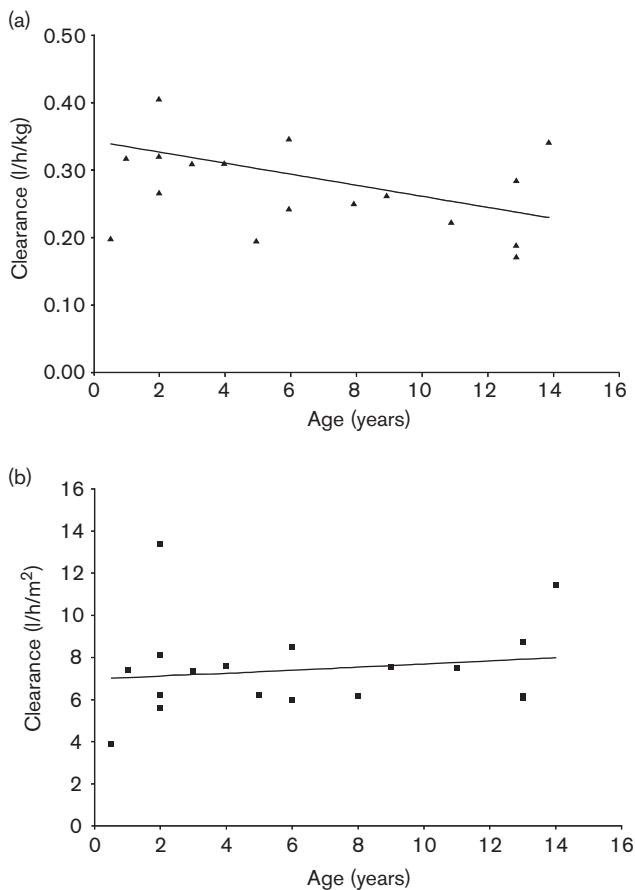 (a)
0.50
0.40
0.30
0.20
0.10
0.00
Clearance (l/h/kg)
0 2 4 6 8 10 12 14 16
Age (years)
(b)
16
14
12
10
8
6
4
2
0
Clearance (l/h/m²)
0 2 4 6 8 10 12 14 16
Age (years)